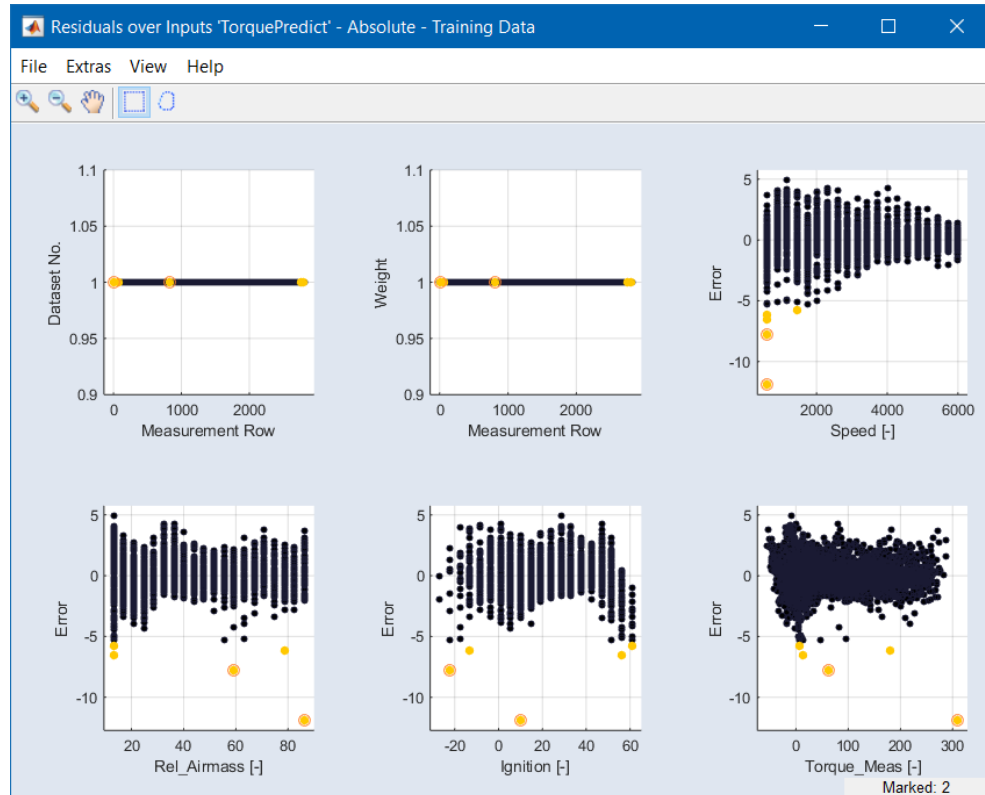 Residuals over Inputs 'TorquePredict' - Absolute - Training Data
File Extras View Help
1.1
1.05
1
0.95
0.9
Dataset No.
0 1000 2000
Measurement Row
1.1
1.05
1
0.95
0.9
Weight
0 1000 2000
Measurement Row
5
0
-5
-10
Error
2000 4000 6000
Speed [-]
5
0
-5
-10
Error
20 40 60 80
Rel_Airmass [-]
5
0
-5
-10
Error
-20 0 20 40 60
Ignition [-]
5
0
-5
-10
Error
0 100 200 300
Torque_Meas [-]
Marked: 2